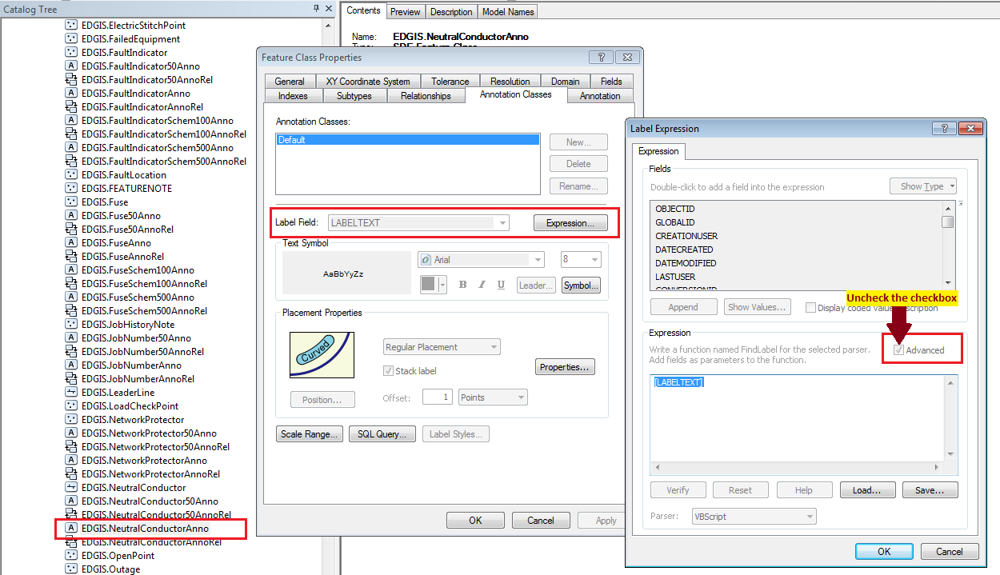 Catalog Tree
EDGIS.ElectricStitchPoint
EDGIS.FailedEquipment
EDGIS.FaultIndicator
EDGIS.FaultIndicator50Anno
EDGIS.FaultIndicator50AnnoRel
EDGIS.FaultIndicatorAnno
EDGIS.FaultIndicatorAnnoRel
EDGIS.FaultIndicatorSchem100Anno
EDGIS.FaultIndicatorSchem100AnnoRel
EDGIS.FaultIndicatorSchem500Anno
EDGIS.FaultIndicatorSchem500AnnoRel
EDGIS.FaultLocation
EDGIS.FEATURENOTE
EDGIS.Fuse
EDGIS.Fuse50Anno
EDGIS.Fuse50AnnoRel
EDGIS.FuseAnno
EDGIS.FuseAnnoRel
EDGIS.FuseSchem100Anno
EDGIS.FuseSchem100AnnoRel
EDGIS.FuseSchem500Anno
EDGIS.FuseSchem500AnnoRel
EDGIS.JobHistoryNote
EDGIS.JobNumber50Anno
EDGIS.JobNumber50AnnoRel
EDGIS.JobNumberAnno
EDGIS.JobNumberAnnoRel
EDGIS.LeaderLine
EDGIS.LoadCheckPoint
EDGIS.NetworkProtector
EDGIS.NetworkProtector50Anno
EDGIS.NetworkProtector50AnnoRel
EDGIS.NetworkProtectorAnno
EDGIS.NetworkProtectorAnnoRel
EDGIS.NeutralConductor
EDGIS.NeutralConductor50Anno
EDGIS.NeutralConductor50AnnoRel
EDGIS.NeutralConductorAnno
EDGIS.NeutralConductorAnnoRel
EDGIS.OpenPoint
EDGIS.Outage
Contents Preview Description Model Names
Name: EDGIS.NeutralConductorAnno
Type: SDE Feature Class
Feature Class Properties
General XY Coordinate System Tolerance Resolution Domain Fields
Indexes Subtypes Relationships Annotation Classes Annotation
Annotation Classes:
Default
New...
Delete
Rename...
Label Field: LABELTEXT Expression...
Text Symbol
AaBbYyZz
Arial 8
B I U Leader... Symbol...
Placement Properties
Curved
Regular Placement
Stack label
Properties...
Position...
Offset: 1 Points
Scale Range... SQL Query... Label Styles...
OK Cancel Apply
Label Expression
Expression
Fields
Double-click to add a field into the expression
Show Type
OBJECTID
GLOBALID
CREATIONUSER
DATECREATED
DATEMODIFIED
LASTUSER
CONVERSIONID
Uncheck the checkbox
Append Show Values... Display coded value description
Expression
Write a function named FindLabel for the selected parser.
Add fields as parameters to the function.
Advanced
[LABELTEXT]
Verify Reset Help Load... Save...
Parser: VBScript
OK Cancel